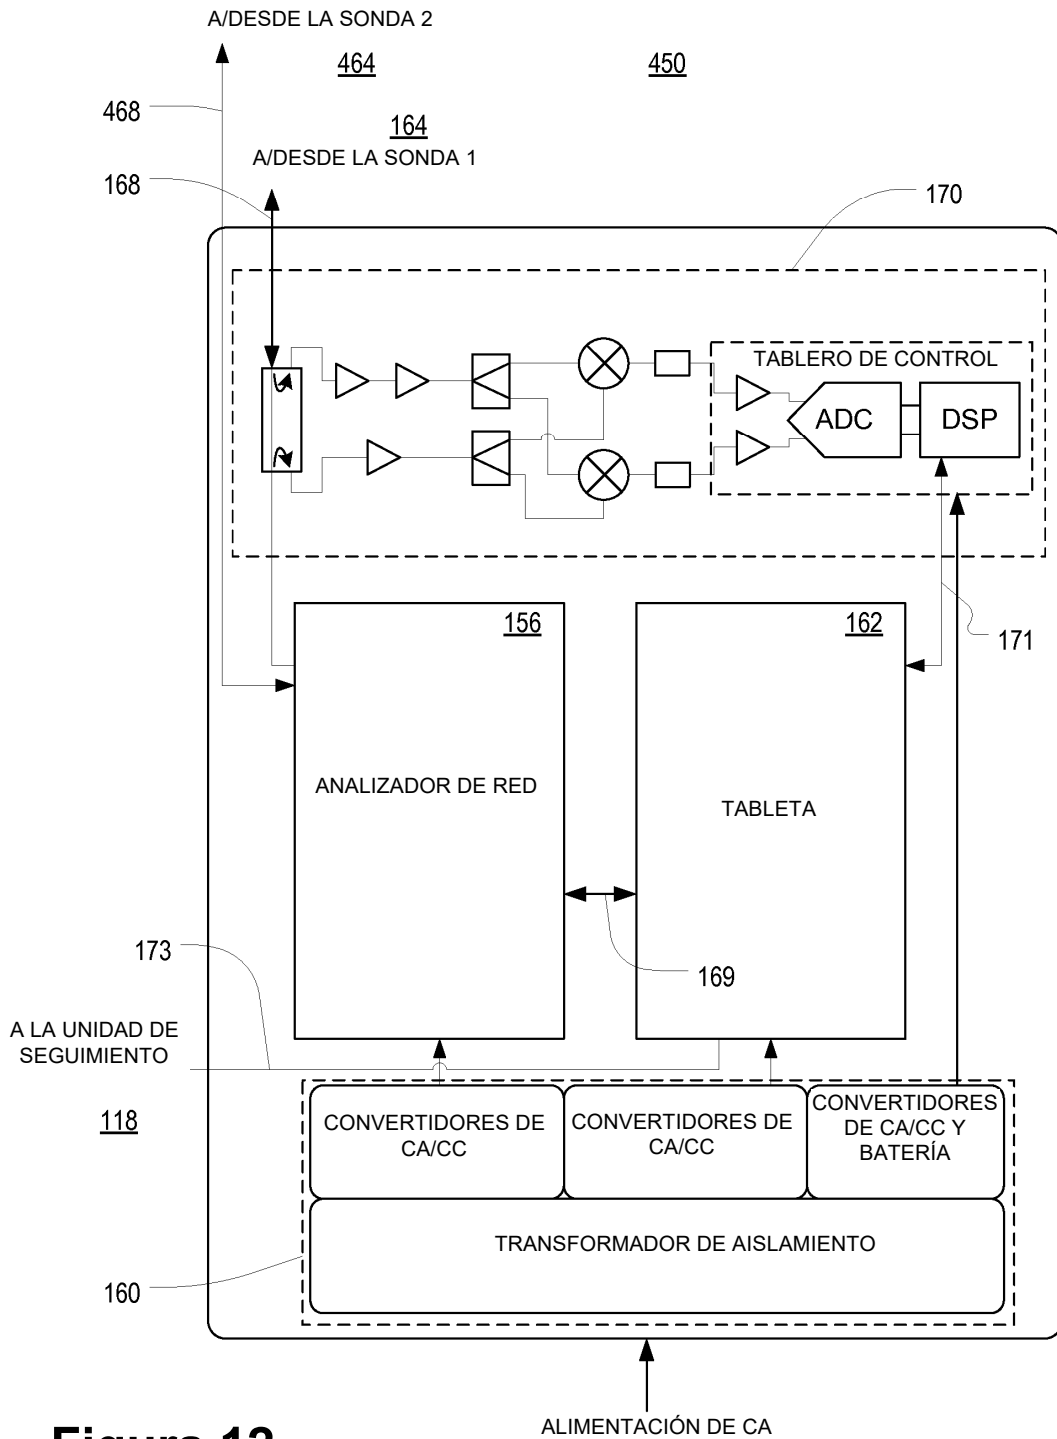 A/DESDE LA SONDA 2
464
450
468
164
A/DESDE LA SONDA 1
168
170
TABLERO DE CONTROL
ADC
DSP
156
162
171
ANALIZADOR DE RED
TABLETA
173
169
A LA UNIDAD DE
SEGUIMIENTO
118
CONVERTIDORES DE
CA/CC
CONVERTIDORES DE
CA/CC
CONVERTIDORES
DE CA/CC Y
BATERÍA
TRANSFORMADOR DE AISLAMIENTO
160
ALIMENTACIÓN DE CA